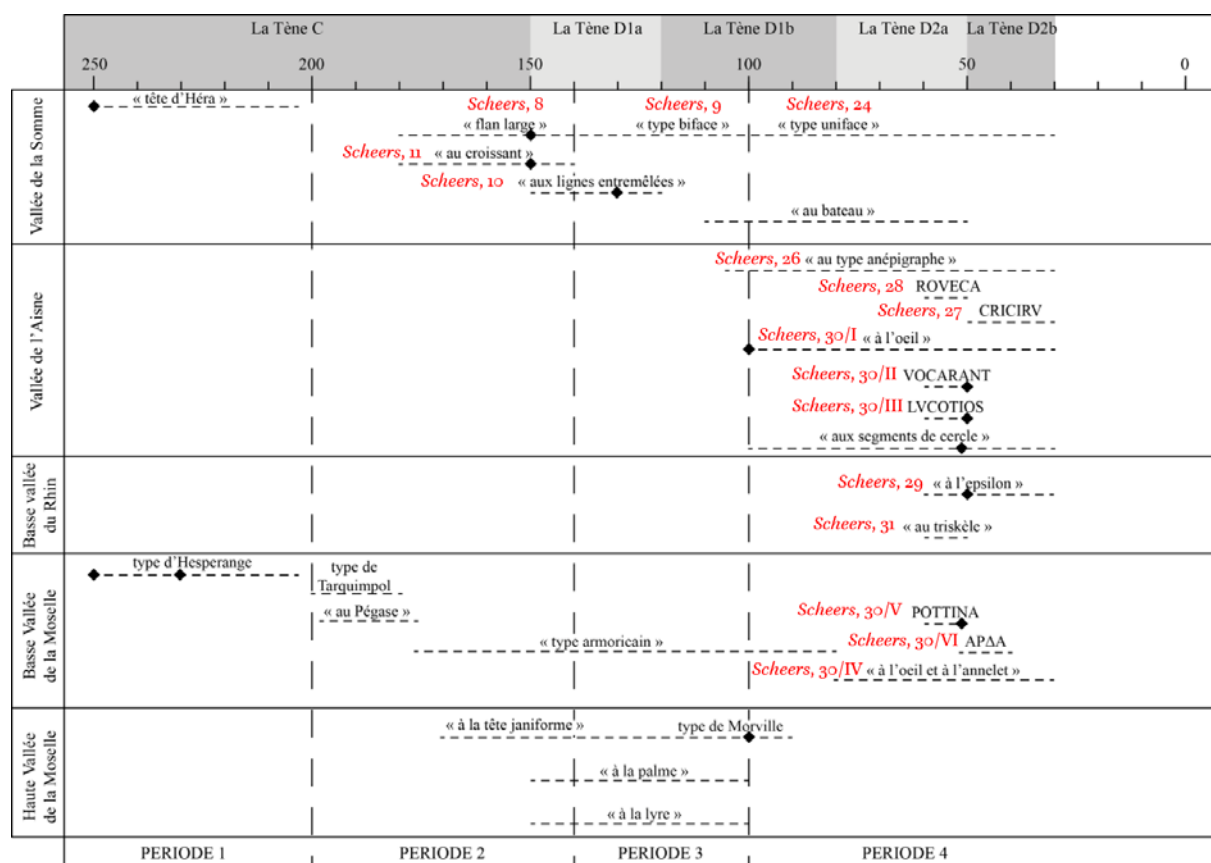 La Tène C La Tène D1a La Tène D1b La Tène D2a La Tène D2b
250 200 150 100 50 0
Vallée de la Somme
« tête d'Héra » Scheers, 8 Scheers, 9 Scheers, 24
« flan large » « type biface » « type uniface »
Scheers, 11 « au croissant »
Scheers, 10 « aux lignes entremêlées »
« au bateau »
Vallée de l'Aisne
Scheers, 26 « au type anépigraphe »
Scheers, 28 ROVECA
Scheers, 27 CRICIRV
Scheers, 30/I « à l'oeil »
Scheers, 30/II VOCARANT
Scheers, 30/III LVCOTIOS
« aux segments de cercle »
Basse vallée
du Rhin
Scheers, 29 « à l'epsilon »
Scheers, 31 « au triskèle »
Basse Vallée
de la Moselle
type d'Hesperange
type de
Tarquimpol
« au Pégase » Scheers, 30/V POTTINA
« type armoricain » Scheers, 30/VI ΑΡΔΑ
Scheers, 30/IV « à l'oeil et à l'annelet »
Haute Vallée
de la Moselle
« à la tête janiforme » type de Morville
« à la palme »
« à la lyre »
PERIODE 1 PERIODE 2 PERIODE 3 PERIODE 4